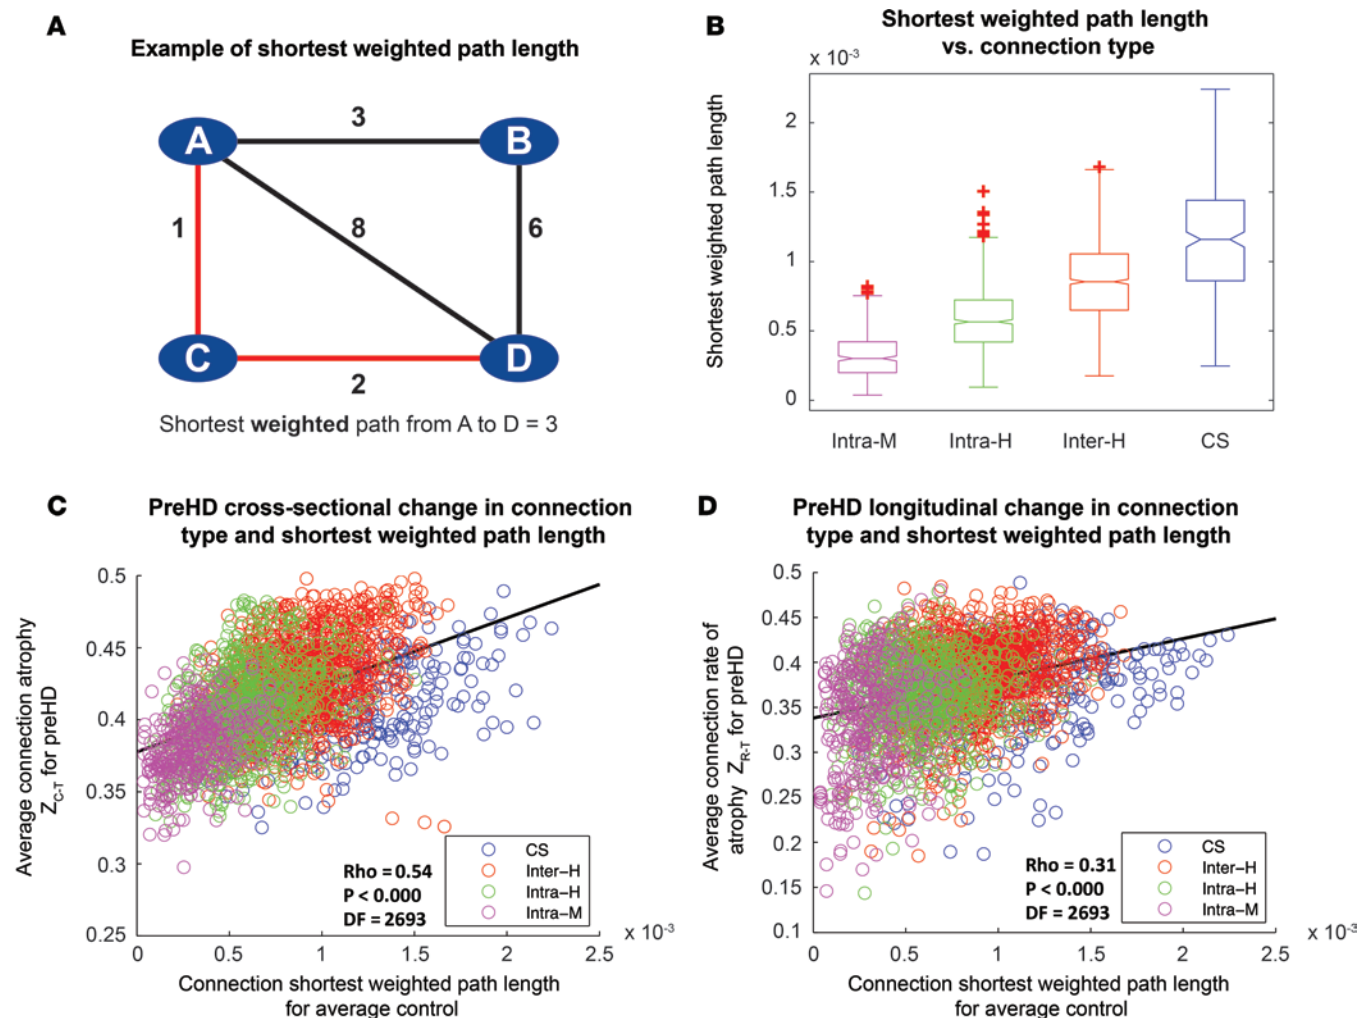 A
Example of shortest weighted path length
A
3
B
1
8
6
C
2
D
Shortest weighted path from A to D = 3
B
Shortest weighted path length
vs. connection type
x 10-3
Shortest weighted path length
2
1.5
1
0.5
0
Intra-M
Intra-H
Inter-H
CS
C
PreHD cross-sectional change in connection
type and shortest weighted path length
Average connection atrophy
ZC-T for preHD
0.5
0.45
0.4
0.35
0.3
0.25
Rho = 0.54
P < 0.000
DF = 2693
CS
Inter–H
Intra–H
Intra–M
0
0.5
1
1.5
2
2.5
x 10-3
Connection shortest weighted path length
for average control
D
PreHD longitudinal change in connection
type and shortest weighted path length
Average connection rate of
atrophy ZR-T for preHD
0.5
0.45
0.4
0.35
0.3
0.25
0.2
0.15
0.1
Rho = 0.31
P < 0.000
DF = 2693
CS
Inter–H
Intra–H
Intra–M
0
0.5
1
1.5
2
2.5
x 10-3
Connection shortest weighted path length
for average control